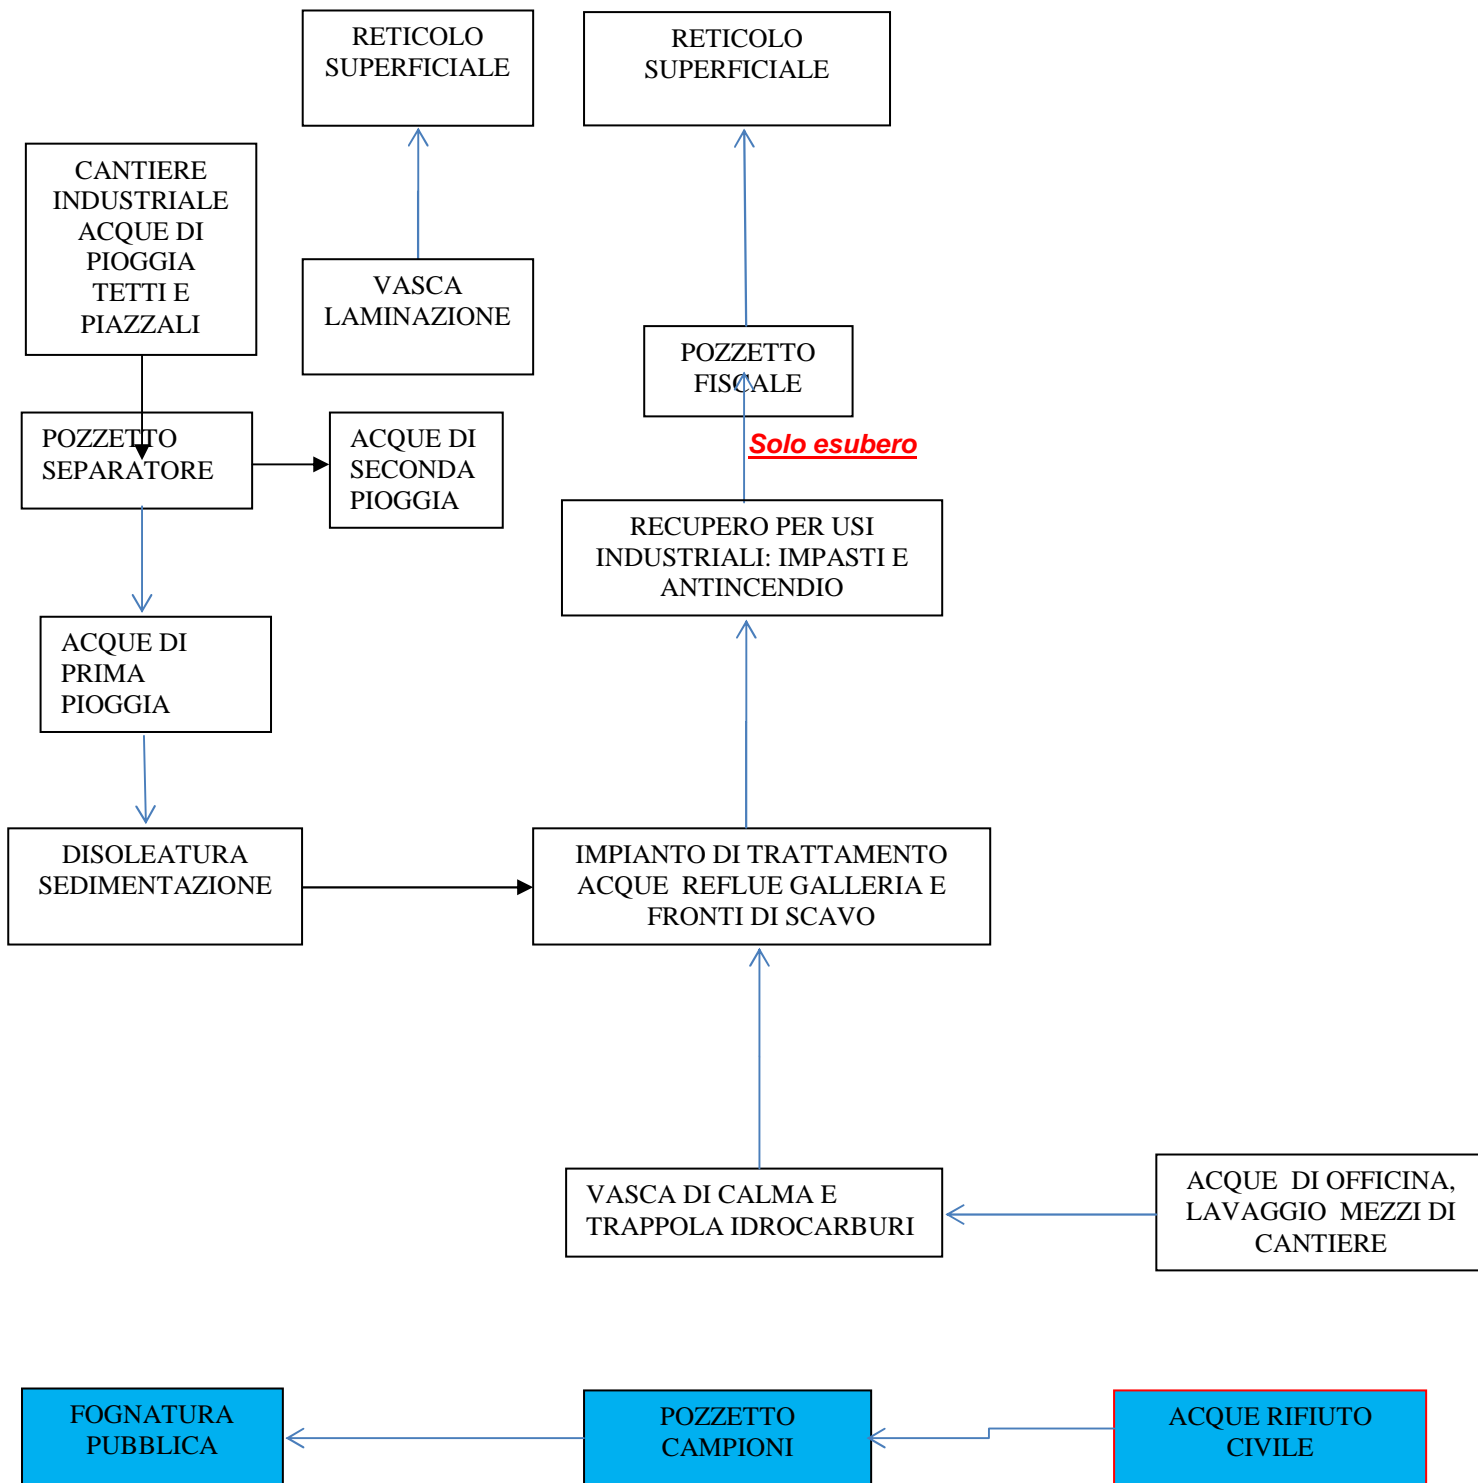 RETICOLO
SUPERFICIALE
RETICOLO
SUPERFICIALE
CANTIERE
INDUSTRIALE
ACQUE DI
PIOGGIA
TETTI E
PIAZZALI
VASCA
LAMINAZIONE
POZZETTO
FISCALE
POZZETTO
SEPARATORE
ACQUE DI
SECONDA
PIOGGIA
Solo esubero
RECUPERO PER USI
INDUSTRIALI: IMPASTI E
ANTINCENDIO
ACQUE DI
PRIMA
PIOGGIA
DISOLEATURA
SEDIMENTAZIONE
IMPIANTO DI TRATTAMENTO
ACQUE REFLUE GALLERIA E
FRONTI DI SCAVO
VASCA DI CALMA E
TRAPPOLA IDROCARBURI
ACQUE DI OFFICINA,
LAVAGGIO MEZZI DI
CANTIERE
FOGNATURA
PUBBLICA
POZZETTO
CAMPIONI
ACQUE RIFIUTO
CIVILE